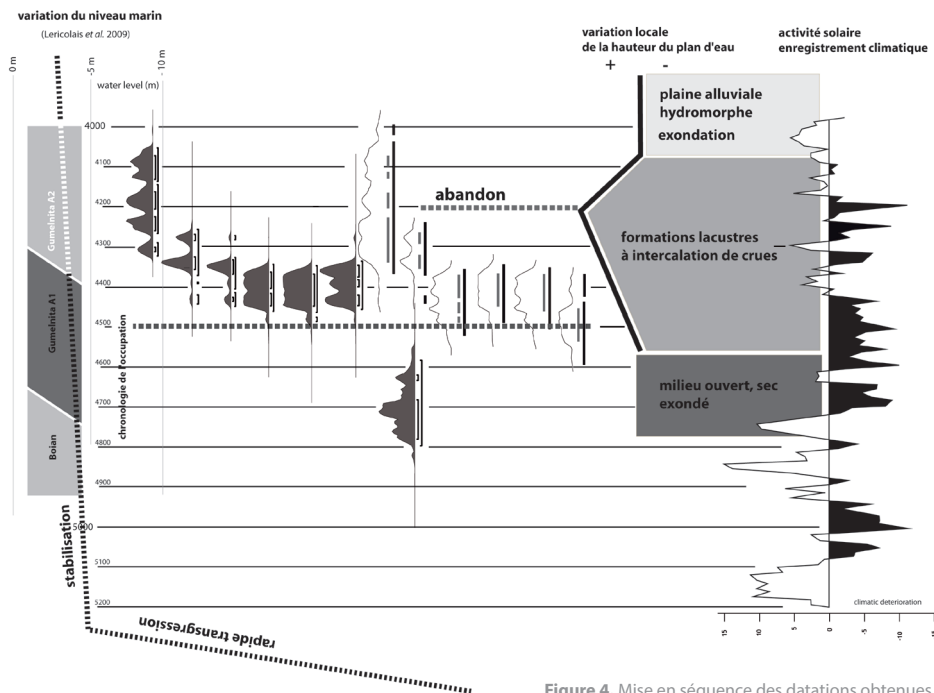 variation du niveau marin
(Lericolais et al. 2009)
0 m
-5 m
-10 m
water level (m)
variation locale
de la hauteur du plan d'eau
+ -
activité solaire
enregistrement climatique
4000
4100
4200
4300
4400
4500
4600
4700
4800
4900
5000
5100
5200
Gumelnita A2
Gumelnita A1
Boian
chronologie de l'occupation
abandon
plaine alluviale
hydromorphe
exondation
formations lacustres
à intercalation de crues
milieu ouvert, sec
exondé
stabilisation
rapide transgression
climatic deterioration
15 10 5 0 -5 -10 -15
Figure 4. Mise en séquence des datations obtenues